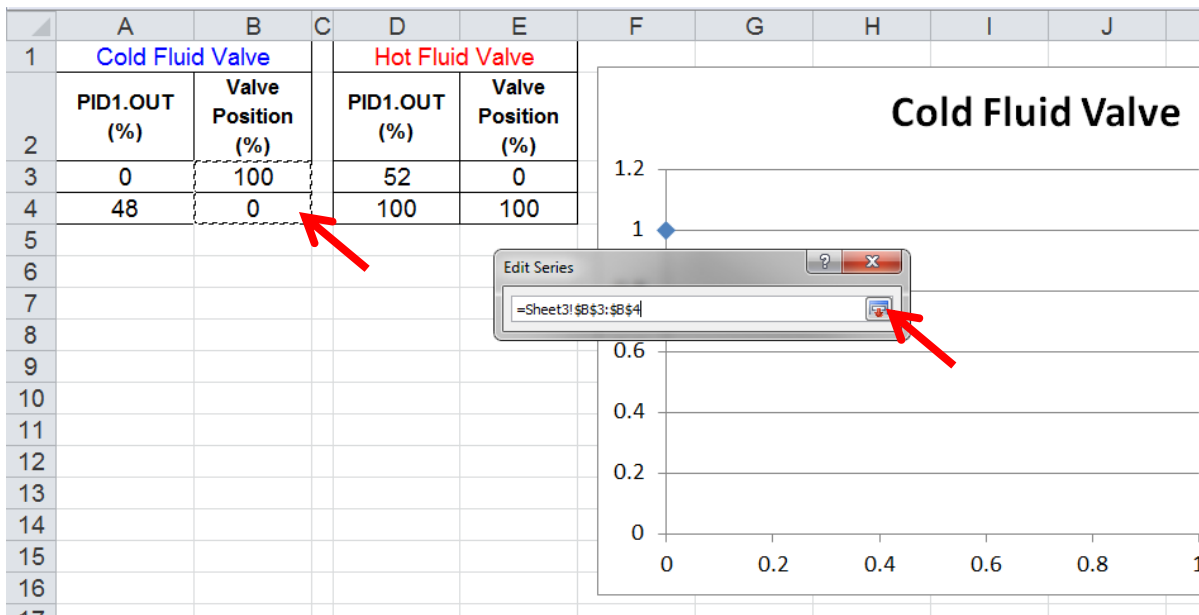 A B C D E F G H I J
1 Cold Fluid Valve Hot Fluid Valve
2 PID1.OUT (%) Valve Position (%) PID1.OUT (%) Valve Position (%)
3 0 100 52 0
4 48 0 100 100
5
6
7
8
9
10
11
12
13
14
15
16
Cold Fluid Valve
1.2
1
0.6
0.4
0.2
0
0 0.2 0.4 0.6 0.8 1
Edit Series
? X
=Sheet3!$B$3:$B$4